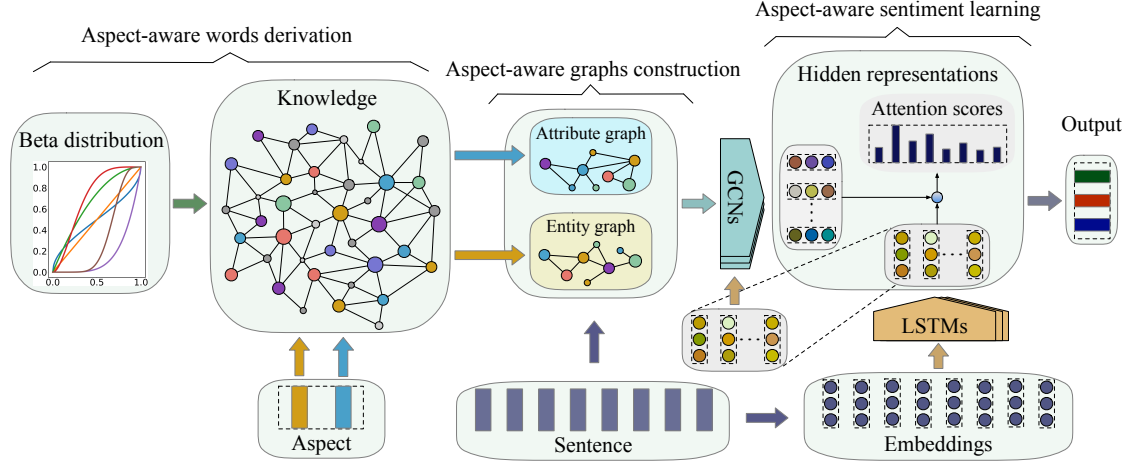 Aspect-aware sentiment learning
Aspect-aware words derivation
Aspect-aware graphs construction
Hidden representations
Knowledge
Attention scores
Beta distribution
Attribute graph
Output
1.0
0.8
0.6
0.4
0.2
0.0
0.0 0.5 1.0
GCNs
Entity graph
LSTMs
Aspect
Sentence
Embeddings